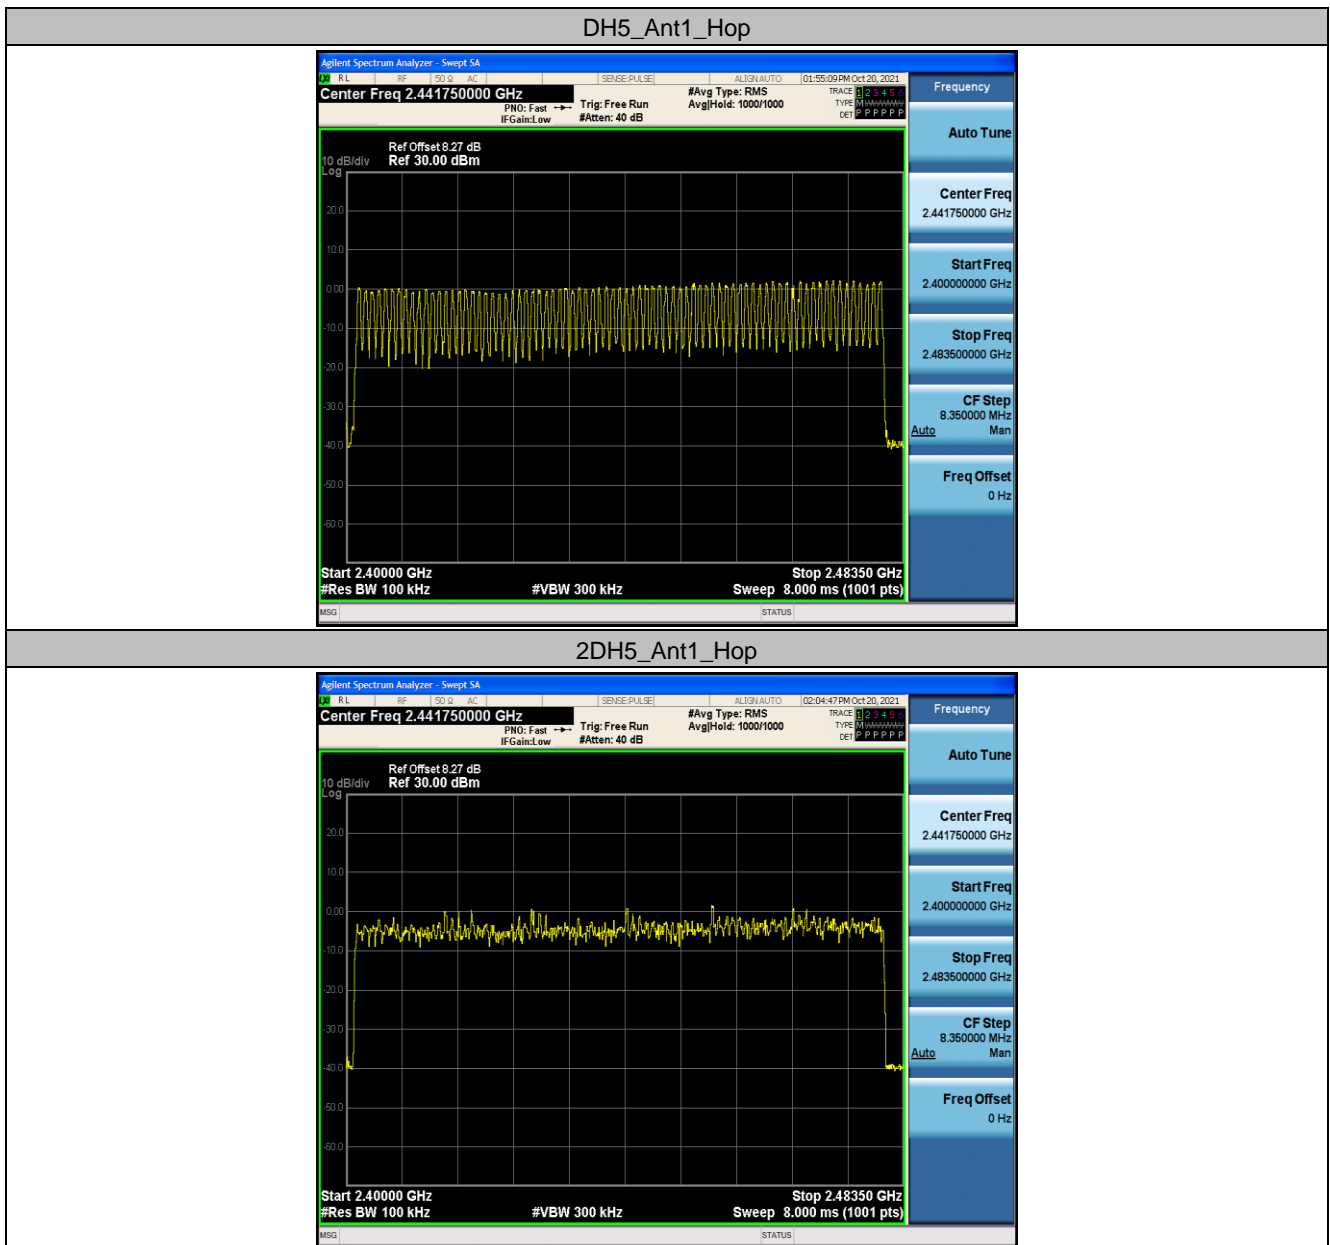 DH5_Ant1_Hop
Agilent Spectrum Analyzer - Swept SA
RL RF 50 Ω AC SENSE:PULSE ALIGN AUTO 01:55:09 PM Oct 20, 2021
Center Freq 2.441750000 GHz
PNO: Fast
IFGain:Low
Trig: Free Run
#Atten: 40 dB
#Avg Type: RMS
Avg|Hold: 1000/1000
TRACE 1 2 3 4 5 6
TYPE M
DET P P P P P P
Frequency
Auto Tune
Ref Offset 8.27 dB
10 dB/div Ref 30.00 dBm
Log
20.0
10.0
0.00
-10.0
-20.0
-30.0
-40.0
-50.0
-60.0
Center Freq
2.441750000 GHz
Start Freq
2.400000000 GHz
Stop Freq
2.483500000 GHz
CF Step
8.350000 MHz
Auto Man
Freq Offset
0 Hz
Start 2.40000 GHz Stop 2.48350 GHz
#Res BW 100 kHz #VBW 300 kHz Sweep 8.000 ms (1001 pts)
MSG STATUS
2DH5_Ant1_Hop
Agilent Spectrum Analyzer - Swept SA
RL RF 50 Ω AC SENSE:PULSE ALIGN AUTO 02:04:47 PM Oct 20, 2021
Center Freq 2.441750000 GHz
PNO: Fast
IFGain:Low
Trig: Free Run
#Atten: 40 dB
#Avg Type: RMS
Avg|Hold: 1000/1000
TRACE 1 2 3 4 5 6
TYPE M
DET P P P P P P
Frequency
Auto Tune
Ref Offset 8.27 dB
10 dB/div Ref 30.00 dBm
Log
20.0
10.0
0.00
-10.0
-20.0
-30.0
-40.0
-50.0
-60.0
Center Freq
2.441750000 GHz
Start Freq
2.400000000 GHz
Stop Freq
2.483500000 GHz
CF Step
8.350000 MHz
Auto Man
Freq Offset
0 Hz
Start 2.40000 GHz Stop 2.48350 GHz
#Res BW 100 kHz #VBW 300 kHz Sweep 8.000 ms (1001 pts)
MSG STATUS